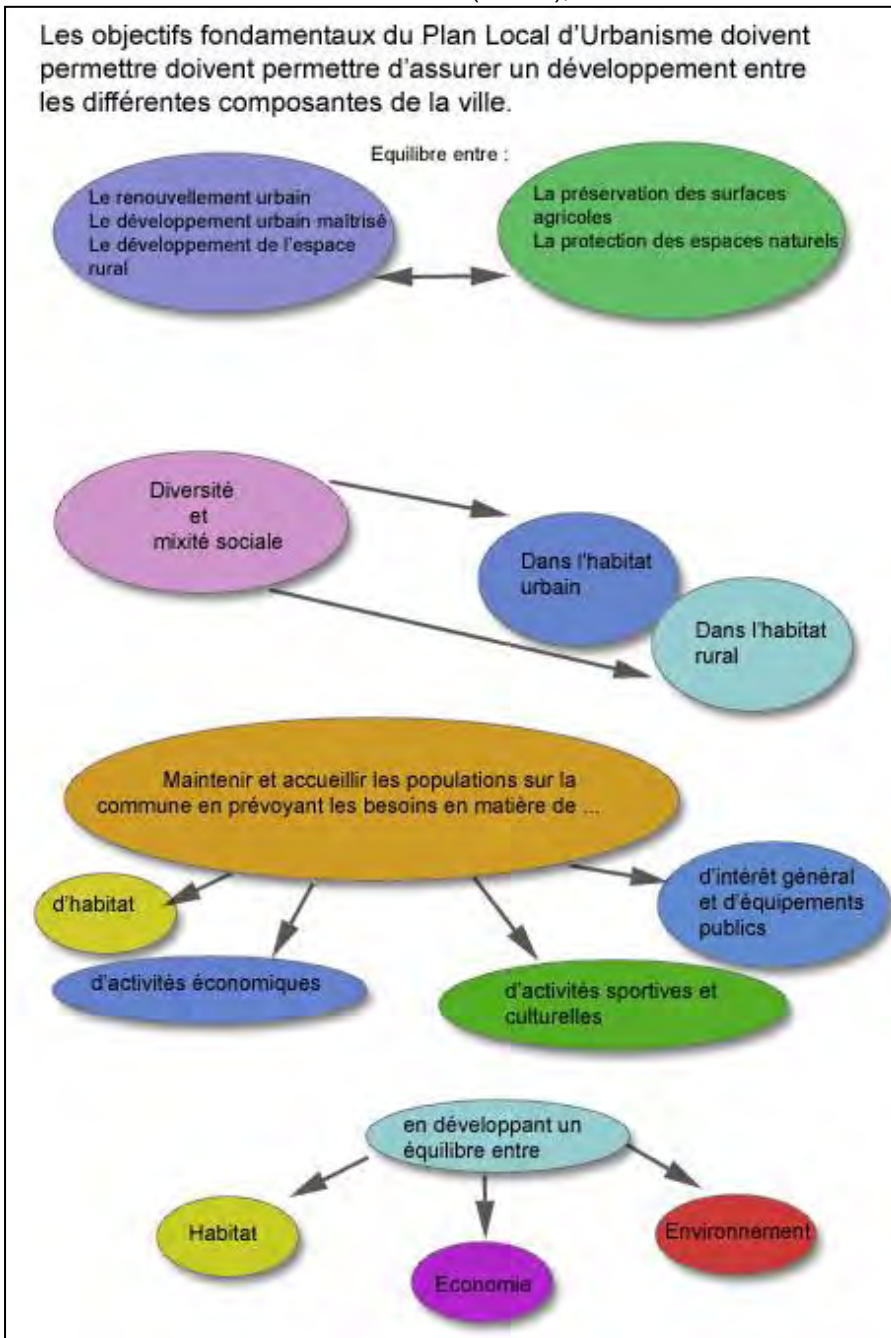 Les objectifs fondamentaux du Plan Local d'Urbanisme doivent
permettre doivent permettre d'assurer un développement entre
les différentes composantes de la ville.
Equilibre entre :
Le renouvellement urbain
Le développement urbain maîtrisé
Le développement de l'espace
rural
La préservation des surfaces
agricoles
La protection des espaces naturels
Diversité
et
mixité sociale
Dans l'habitat
urbain
Dans l'habitat
rural
Maintenir et accueillir les populations sur la
commune en prévoyant les besoins en matière de ...
d'habitat
d'intérêt général
et d'équipements
publics
d'activités économiques
d'activités sportives et
culturelles
en développant un
équilibre entre
Habitat
Environnement
Economie